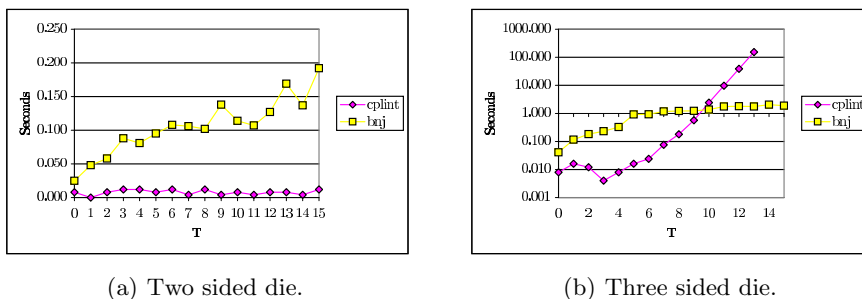 0.250
0.200
0.150
0.100
0.050
0.000
Seconds
0 1 2 3 4 5 6 7 8 9 10 11 12 13 14 15
T
cplint
bnj
1000.000
100.000
10.000
1.000
0.100
0.010
0.001
Seconds
0 2 4 6 8 10 12 14
T
cplint
bnj
(a) Two sided die.
(b) Three sided die.